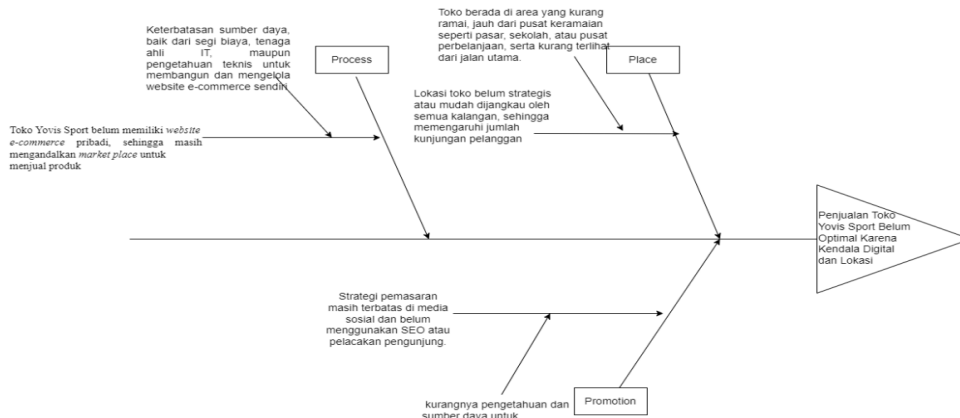 Keterbatasan sumber daya,
baik dari segi biaya, tenaga
ahli IT, maupun
pengetahuan teknis untuk
membangun dan mengelola
website e-commerce sendiri
Process
Toko berada di area yang kurang
ramai, jauh dari pusat keramaian
seperti pasar, sekolah, atau pusat
perbelanjaan, serta kurang terlihat
dari jalan utama.
Place
Toko Yovis Sport belum memiliki website
e-commerce pribadi, sehingga masih
mengandalkan market place untuk
menjual produk
Lokasi toko belum strategis
atau mudah dijangkau oleh
semua kalangan, sehingga
memengaruhi jumlah
kunjungan pelanggan
Penjualan Toko
Yovis Sport Belum
Optimal Karena
Kendala Digital
dan Lokasi
Strategi pemasaran
masih terbatas di media
sosial dan belum
menggunakan SEO atau
pelacakan pengunjung.
kurangnya pengetahuan dan
sumber daya untuk
Promotion